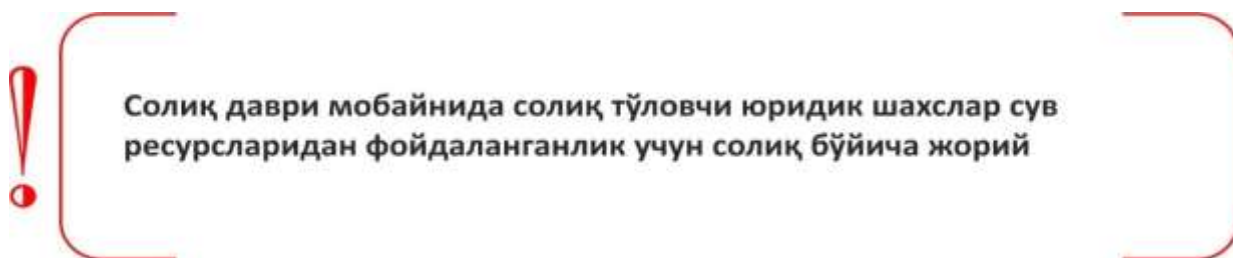 Солиқ даври мобайнида солиқ тўловчи юридик шахслар сув
ресурсларидан фойдаланганлик учун солиқ бўйича жорий